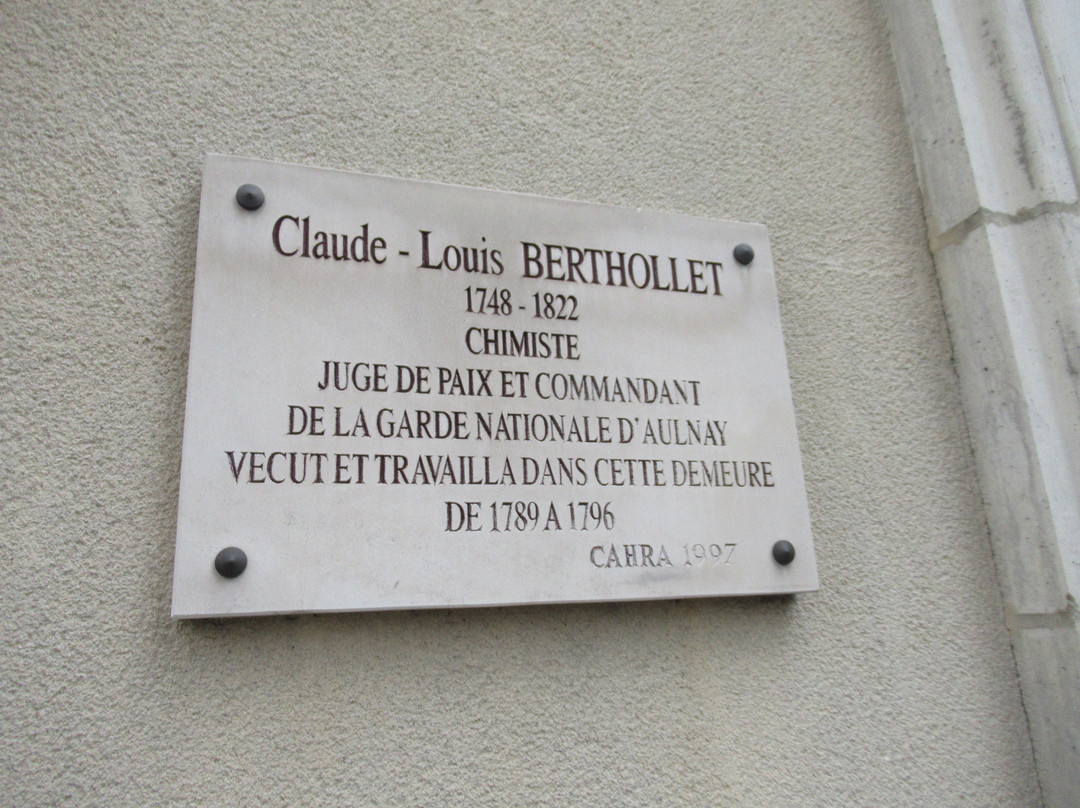 Claude - Louis BERTHOLLET
1748 - 1822
CHIMISTE
JUGE DE PAIX ET COMMANDANT
DE LA GARDE NATIONALE D'AULNAY
VECUT ET TRAVAILLA DANS CETTE DEMEURE
DE 1789 A 1796
CAHRA 1997